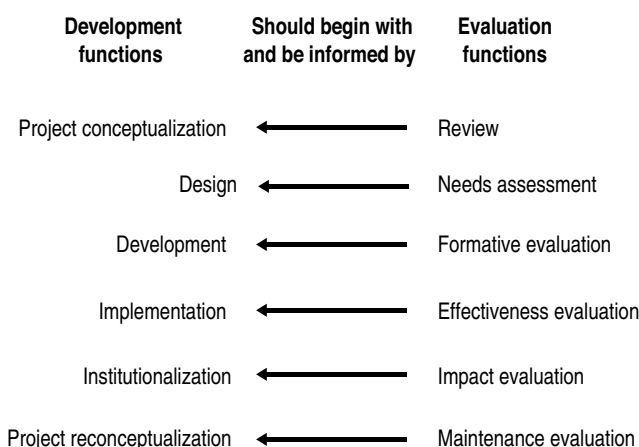 Development Should begin with Evaluation
functions and be informed by functions
Project conceptualization Review
Design Needs assessment
Development Formative evaluation
Implementation Effectiveness evaluation
Institutionalization Impact evaluation
Project reconceptualization Maintenance evaluation